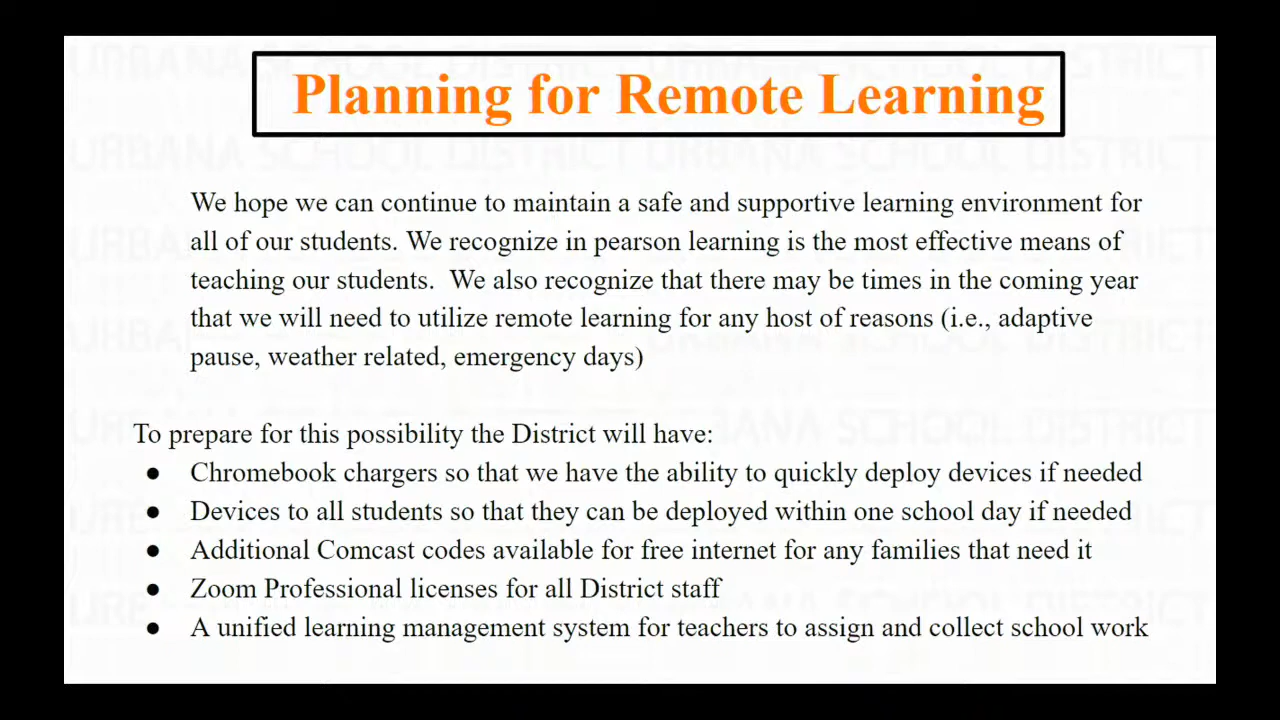 Planning for Remote Learning
We hope we can continue to maintain a safe and supportive learning environment for
all of our students. We recognize in pearson learning is the most effective means of
teaching our students.  We also recognize that there may be times in the coming year
that we will need to utilize remote learning for any host of reasons (i.e., adaptive
pause, weather related, emergency days)
To prepare for this possibility the District will have:
● Chromebook chargers so that we have the ability to quickly deploy devices if needed
● Devices to all students so that they can be deployed within one school day if needed
● Additional Comcast codes available for free internet for any families that need it
● Zoom Professional licenses for all District staff
● A unified learning management system for teachers to assign and collect school work
URBANA SCHOOL DISTRICT URBANA SCHOOL DISTRICT